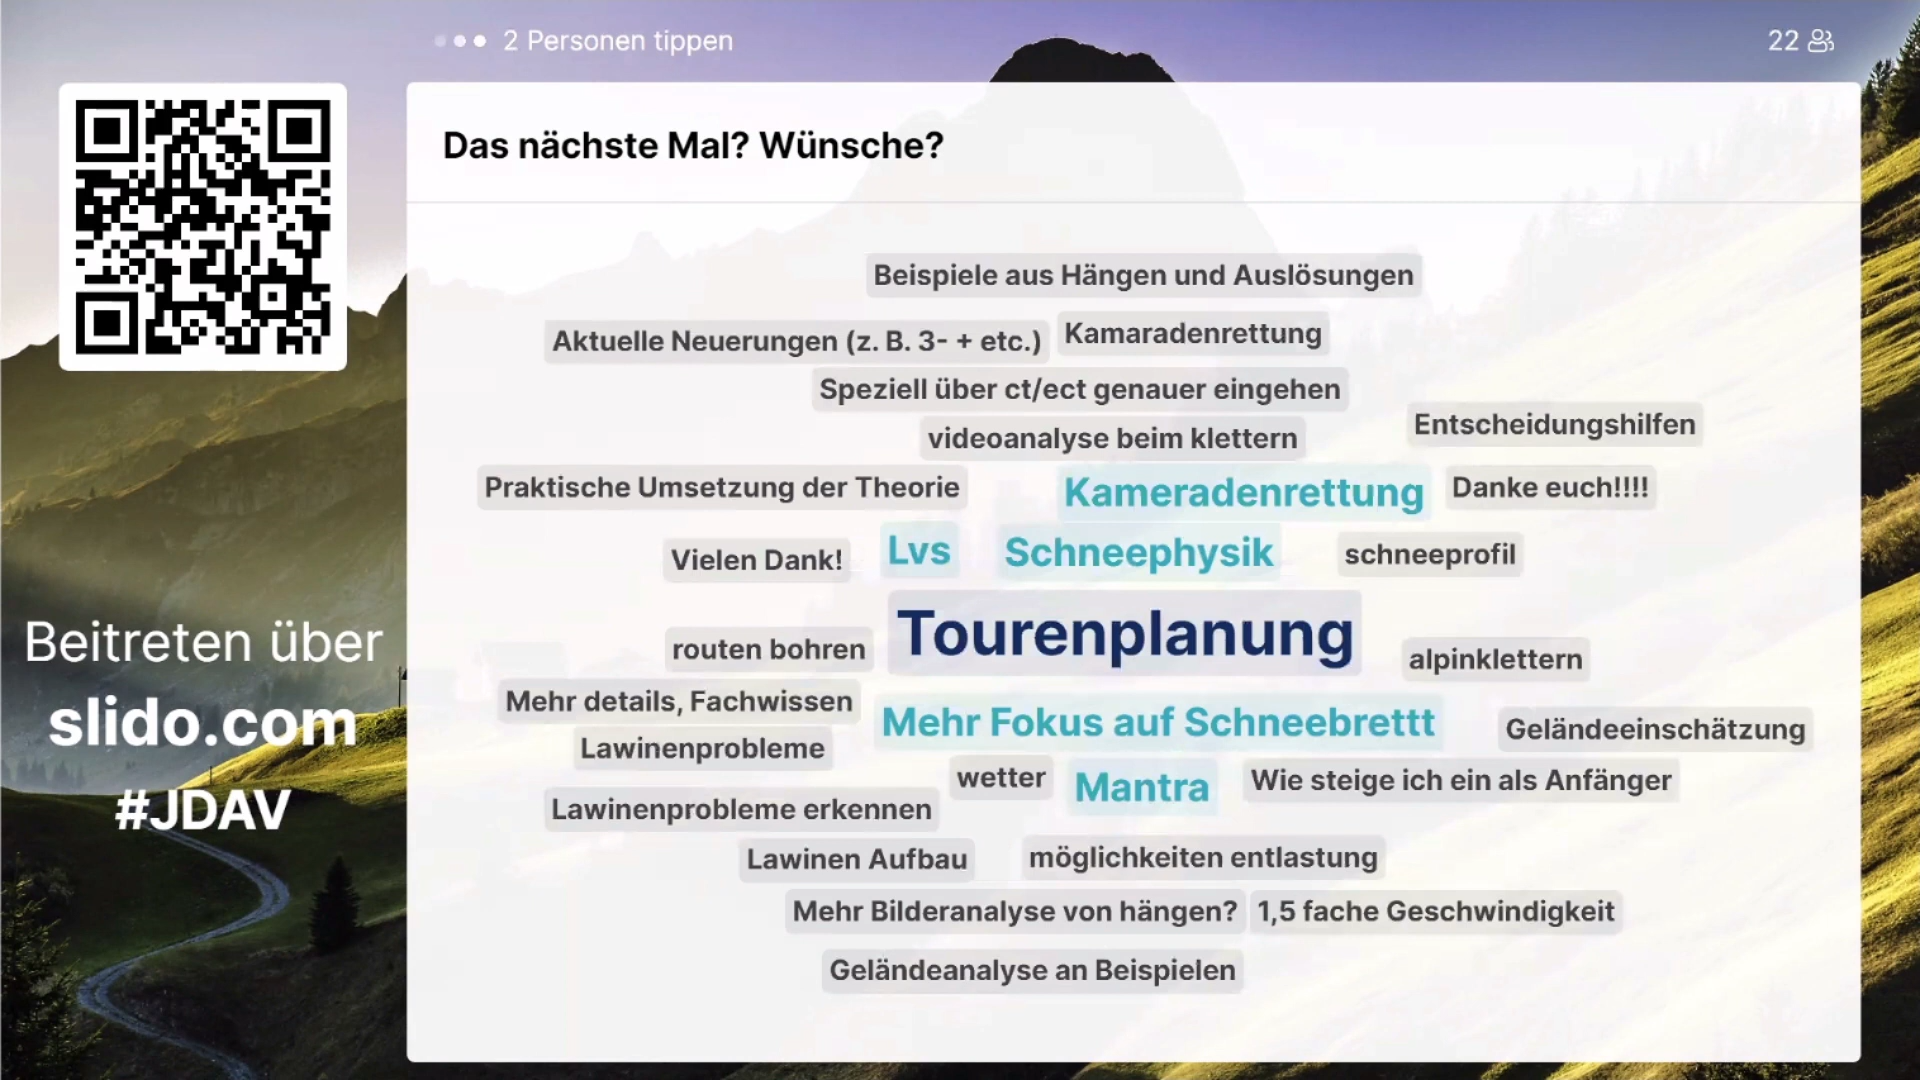 2 Personen tippen
22
Das nächste Mal? Wünsche?
Beispiele aus Hängen und Auslösungen
Aktuelle Neuerungen (z. B. 3- + etc.)
Kamaradenrettung
Speziell über ct/ect genauer eingehen
Entscheidungshilfen
videoanalyse beim klettern
Praktische Umsetzung der Theorie
Kameradenrettung
Danke euch!!!!
Vielen Dank!
Lvs
Schneephysik
schneeprofil
Tourenplanung
routen bohren
alpinklettern
Mehr details, Fachwissen
Mehr Fokus auf Schneebrettt
Geländeeinschätzung
Lawinenprobleme
wetter
Mantra
Wie steige ich ein als Anfänger
Lawinenprobleme erkennen
Lawinen Aufbau
möglichkeiten entlastung
Mehr Bilderanalyse von hängen?
1,5 fache Geschwindigkeit
Geländeanalyse an Beispielen
Beitreten über
slido.com
#JDAV